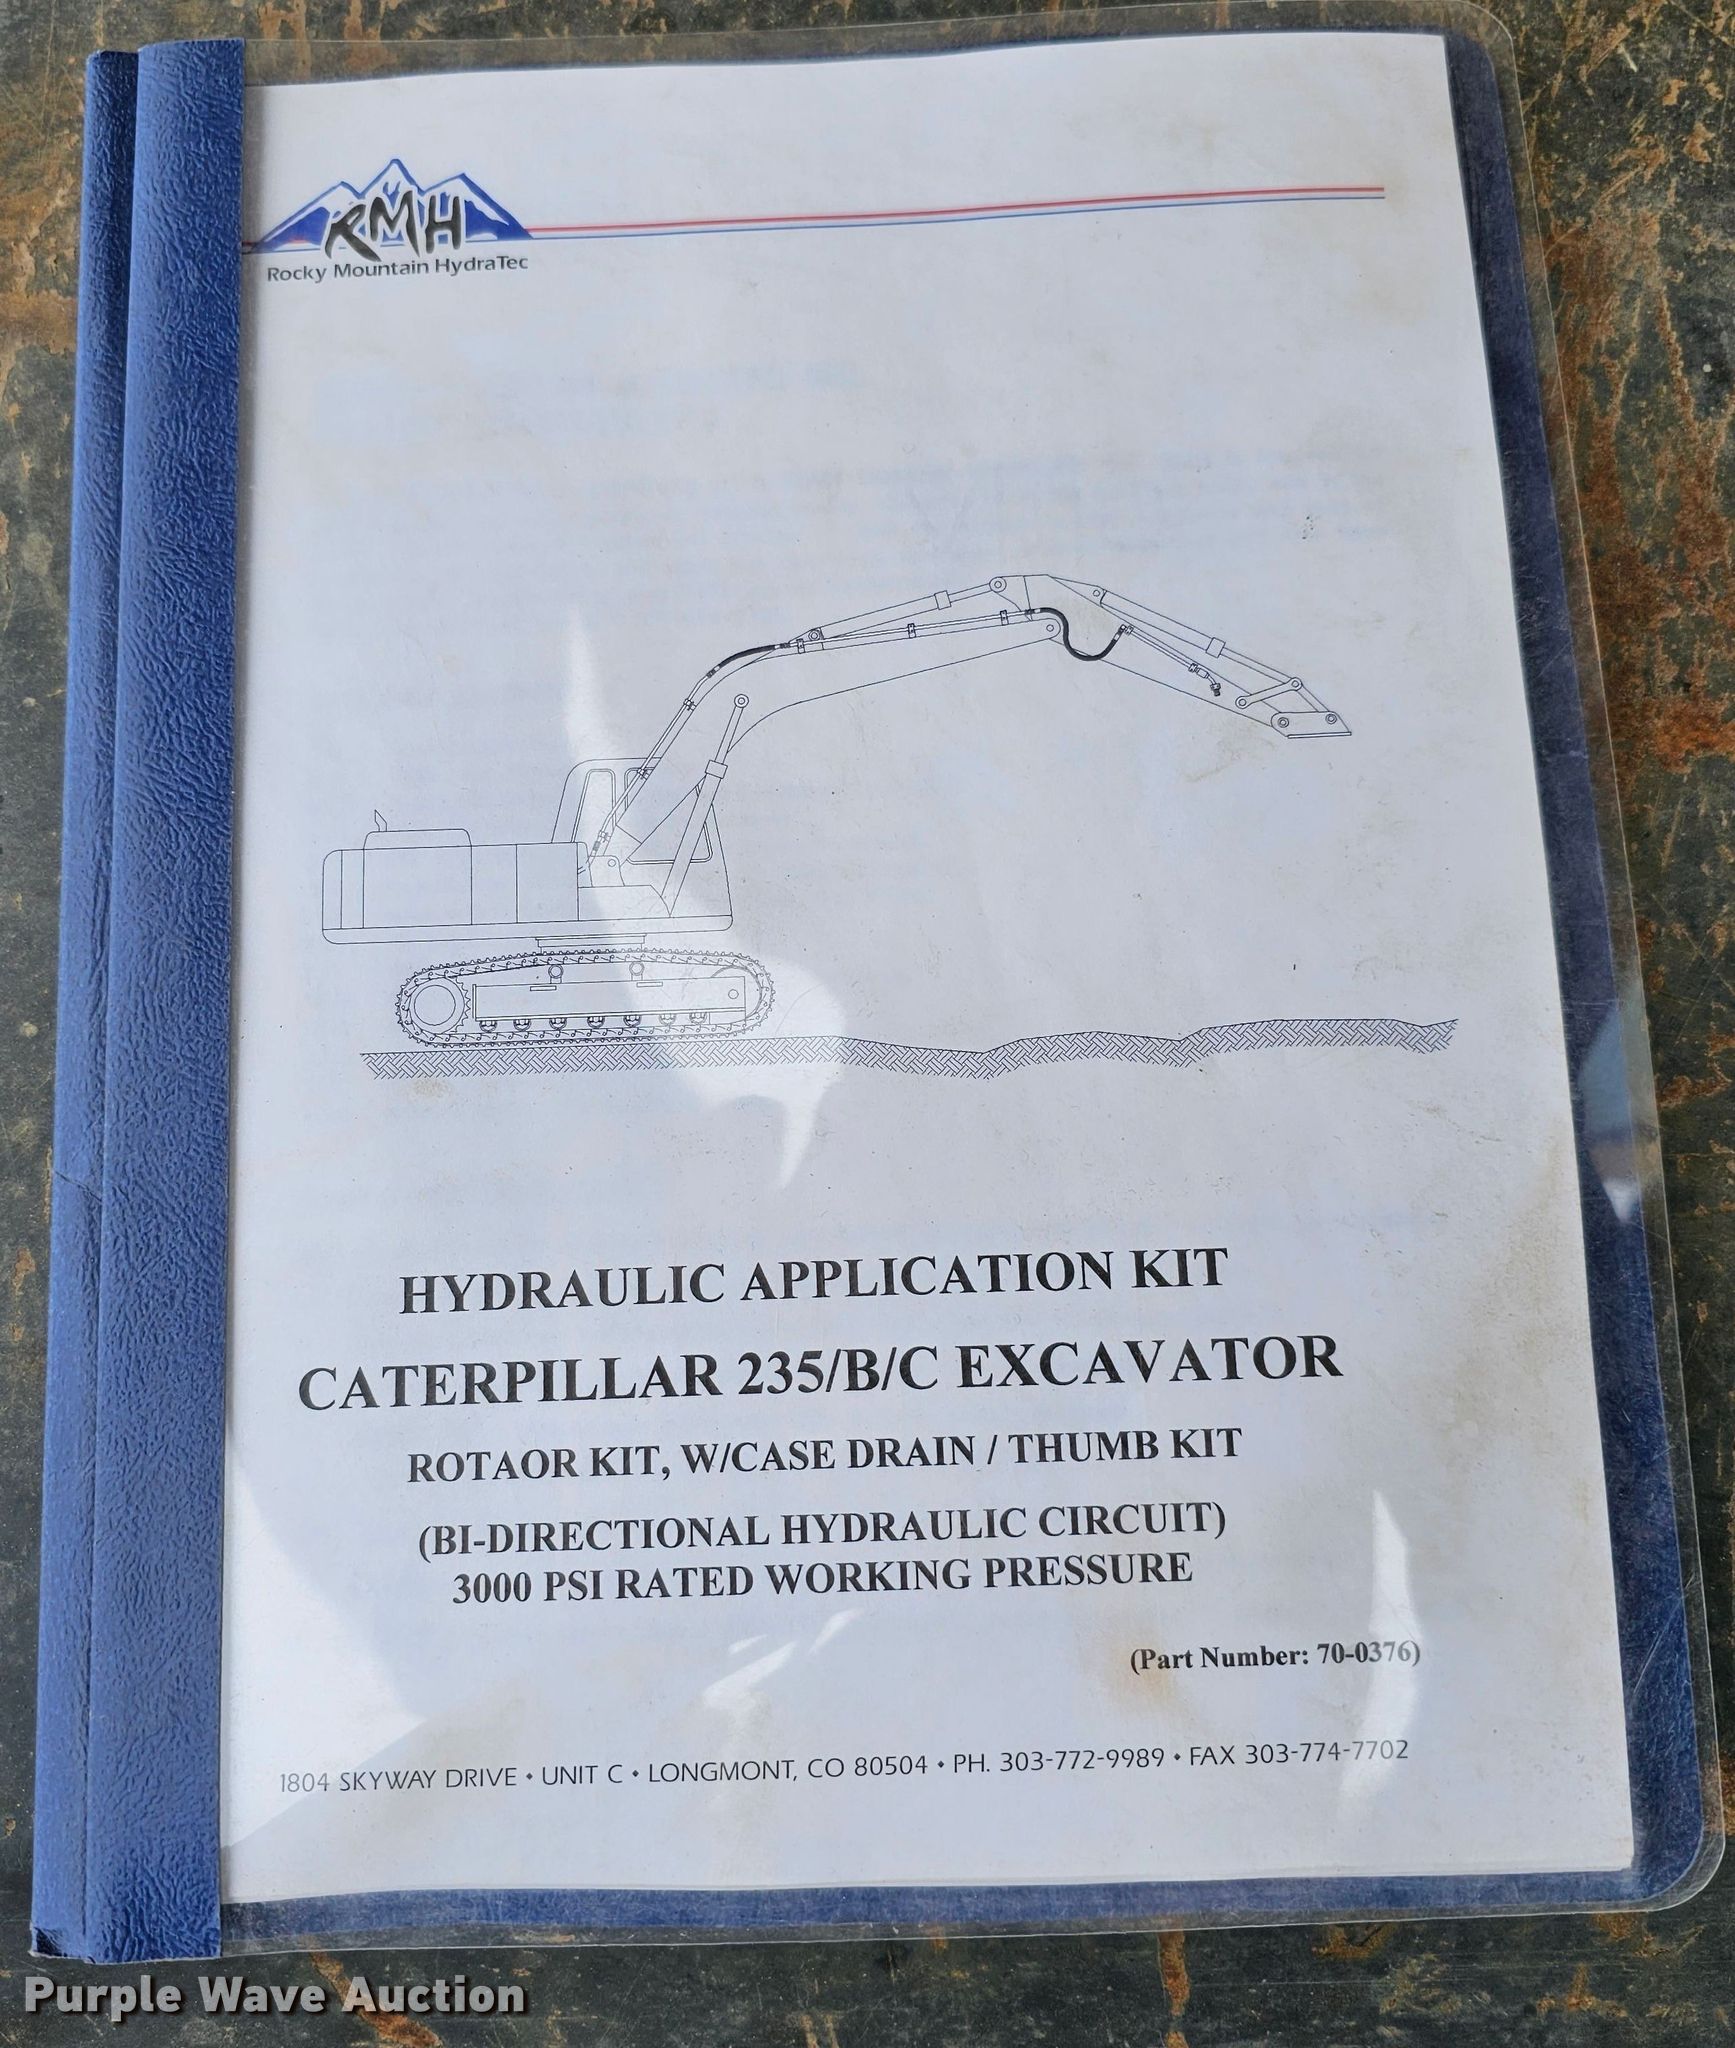 RMH
Rocky Mountain HydraTec
HYDRAULIC APPLICATION KIT
CATERPILLAR 235/B/C EXCAVATOR
ROTAOR KIT, W/CASE DRAIN / THUMB KIT
(BI-DIRECTIONAL HYDRAULIC CIRCUIT)
3000 PSI RATED WORKING PRESSURE
(Part Number: 70-0376)
1804 SKYWAY DRIVE • UNIT C • LONGMONT, CO 80504 • PH. 303-772-9989 • FAX 303-774-7702
Purple Wave Auction